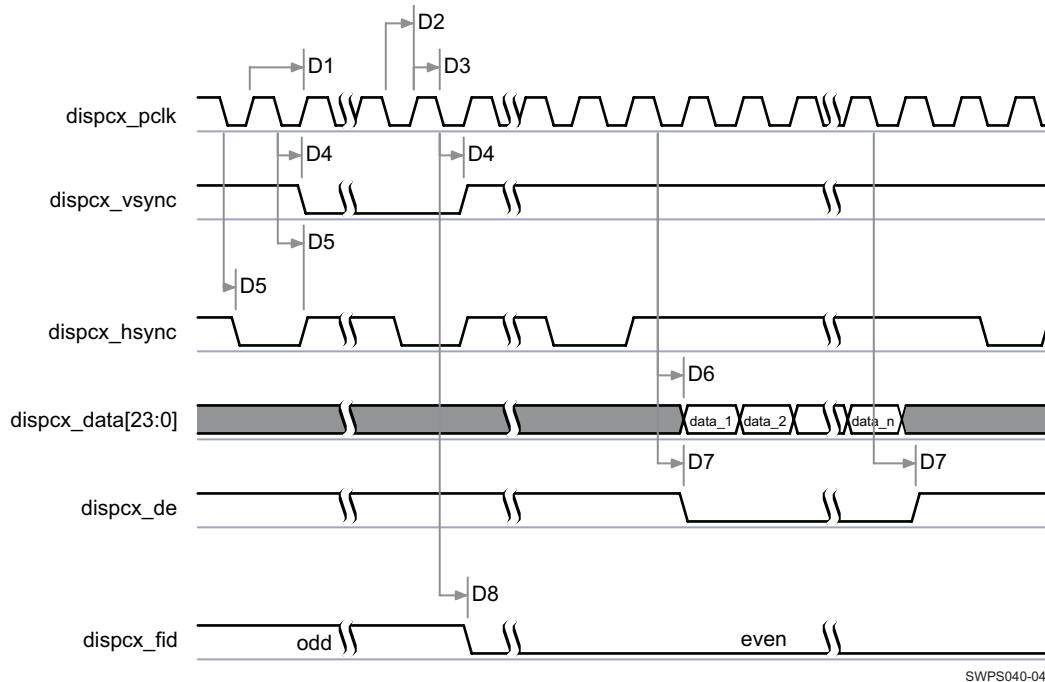 D2
D1 D3
dispcx_pclk
D4 D4
dispcx_vsync
D5
D5
dispcx_hsync
D6
dispcx_data[23:0] data_1 data_2 data_n
D7 D7
dispcx_de
D8
dispcx_fid odd even
SWPS040-04